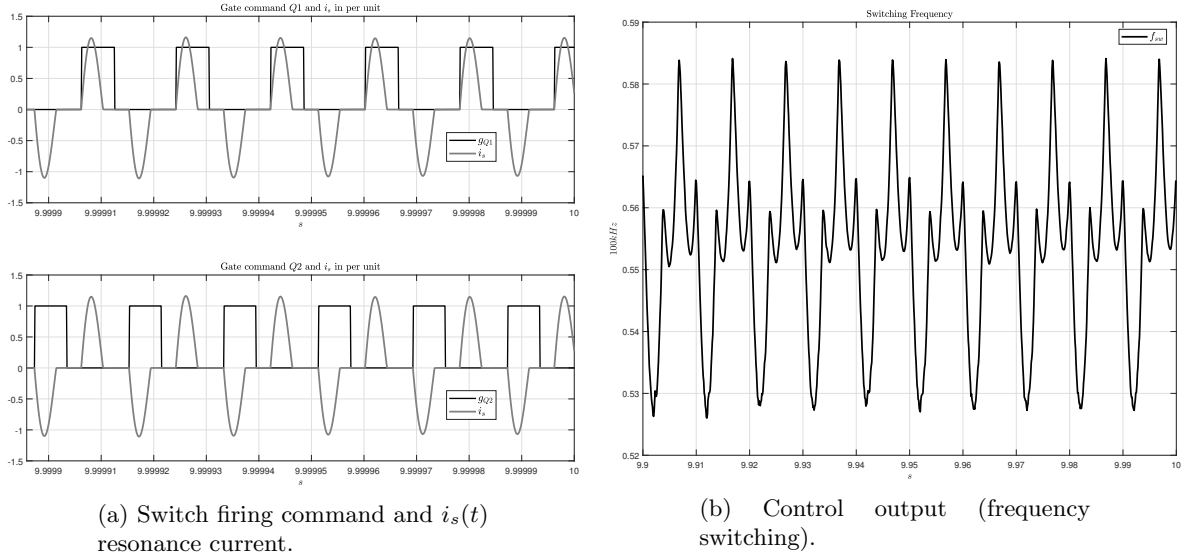 Gate command Q1 and i_s in per unit
1.5
1
0.5
0
-0.5
-1
-1.5
g_Q1
i_s
9.9999 9.99991 9.99992 9.99993 9.99994 9.99995 9.99996 9.99997 9.99998 9.99999 10
s
Gate command Q2 and i_s in per unit
1.5
1
0.5
0
-0.5
-1
-1.5
g_Q2
i_s
9.9999 9.99991 9.99992 9.99993 9.99994 9.99995 9.99996 9.99997 9.99998 9.99999 10
s
(a) Switch firing command and i_s(t)
resonance current.
Switching Frequency
f_sw
0.59
0.58
0.57
0.56
0.55
0.54
0.53
0.52
100kHz
9.9 9.91 9.92 9.93 9.94 9.95 9.96 9.97 9.98 9.99 10
s
(b) Control output (frequency
switching).